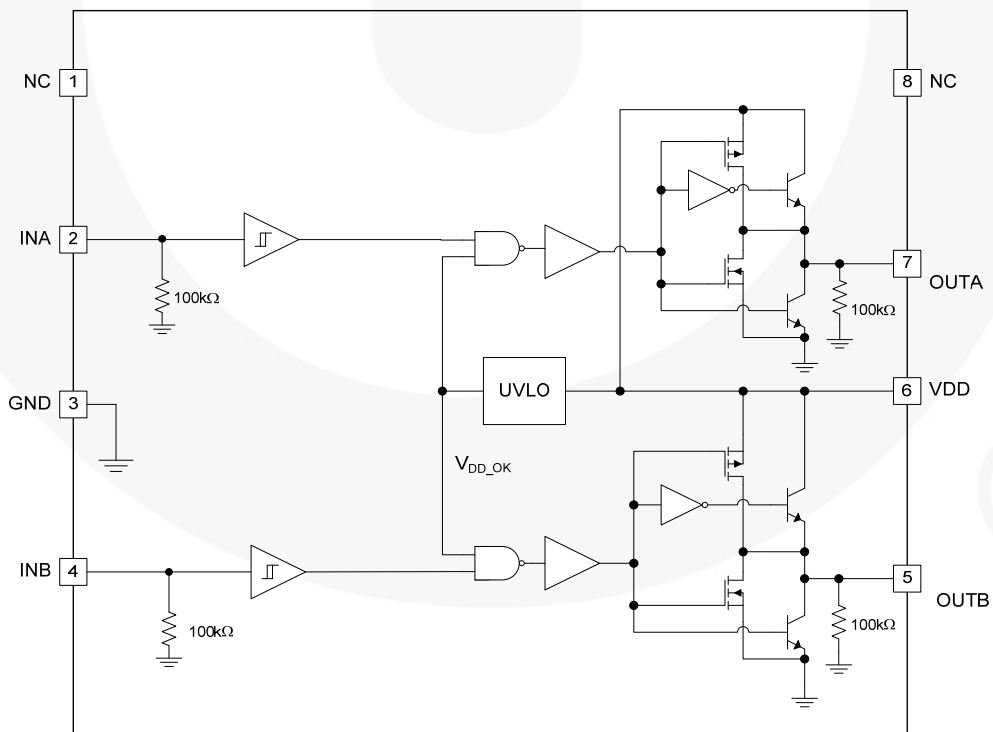 NC 1
8 NC
INA 2
100kΩ
7 OUTA
100kΩ
GND 3
UVLO
6 VDD
VDD_OK
INB 4
100kΩ
5 OUTB
100kΩ